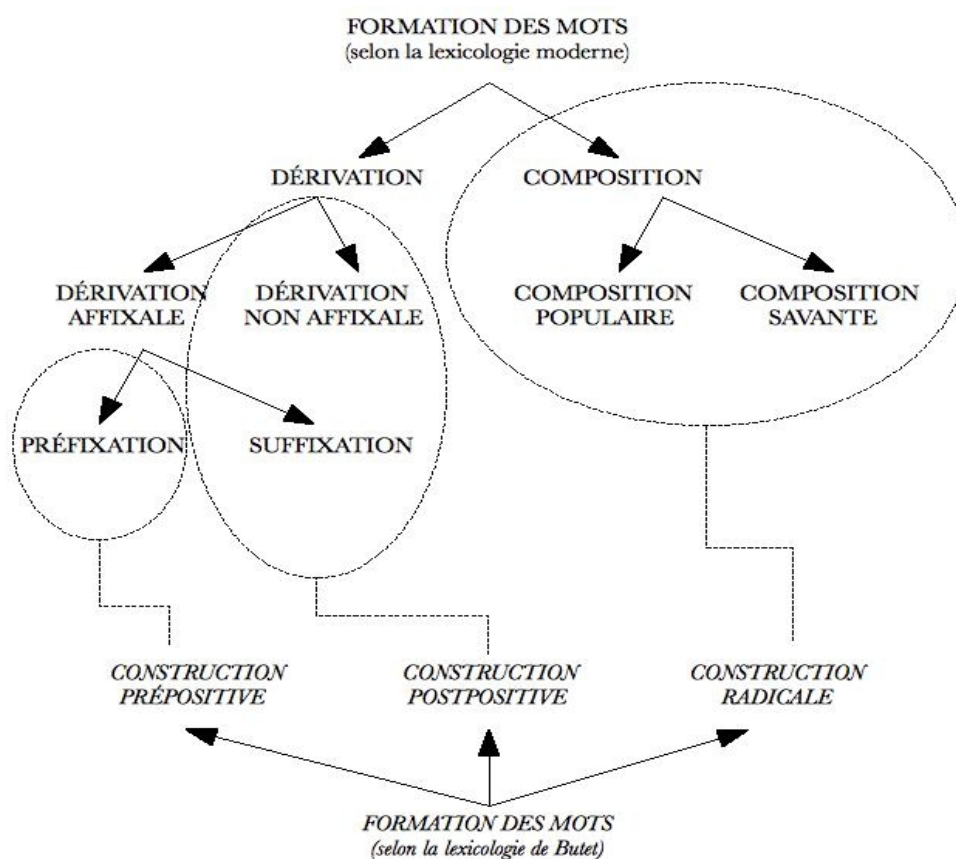 FORMATION DES MOTS
(selon la lexicologie moderne)
DÉRIVATION
COMPOSITION
DÉRIVATION
AFFIXALE
DÉRIVATION
NON AFFIXALE
COMPOSITION
POPULAIRE
COMPOSITION
SAVANTE
PRÉFIXATION
SUFFIXATION
CONSTRUCTION
PRÉPOSITIVE
CONSTRUCTION
POSTPOSITIVE
CONSTRUCTION
RADICALE
FORMATION DES MOTS
(selon la lexicologie de Butet)